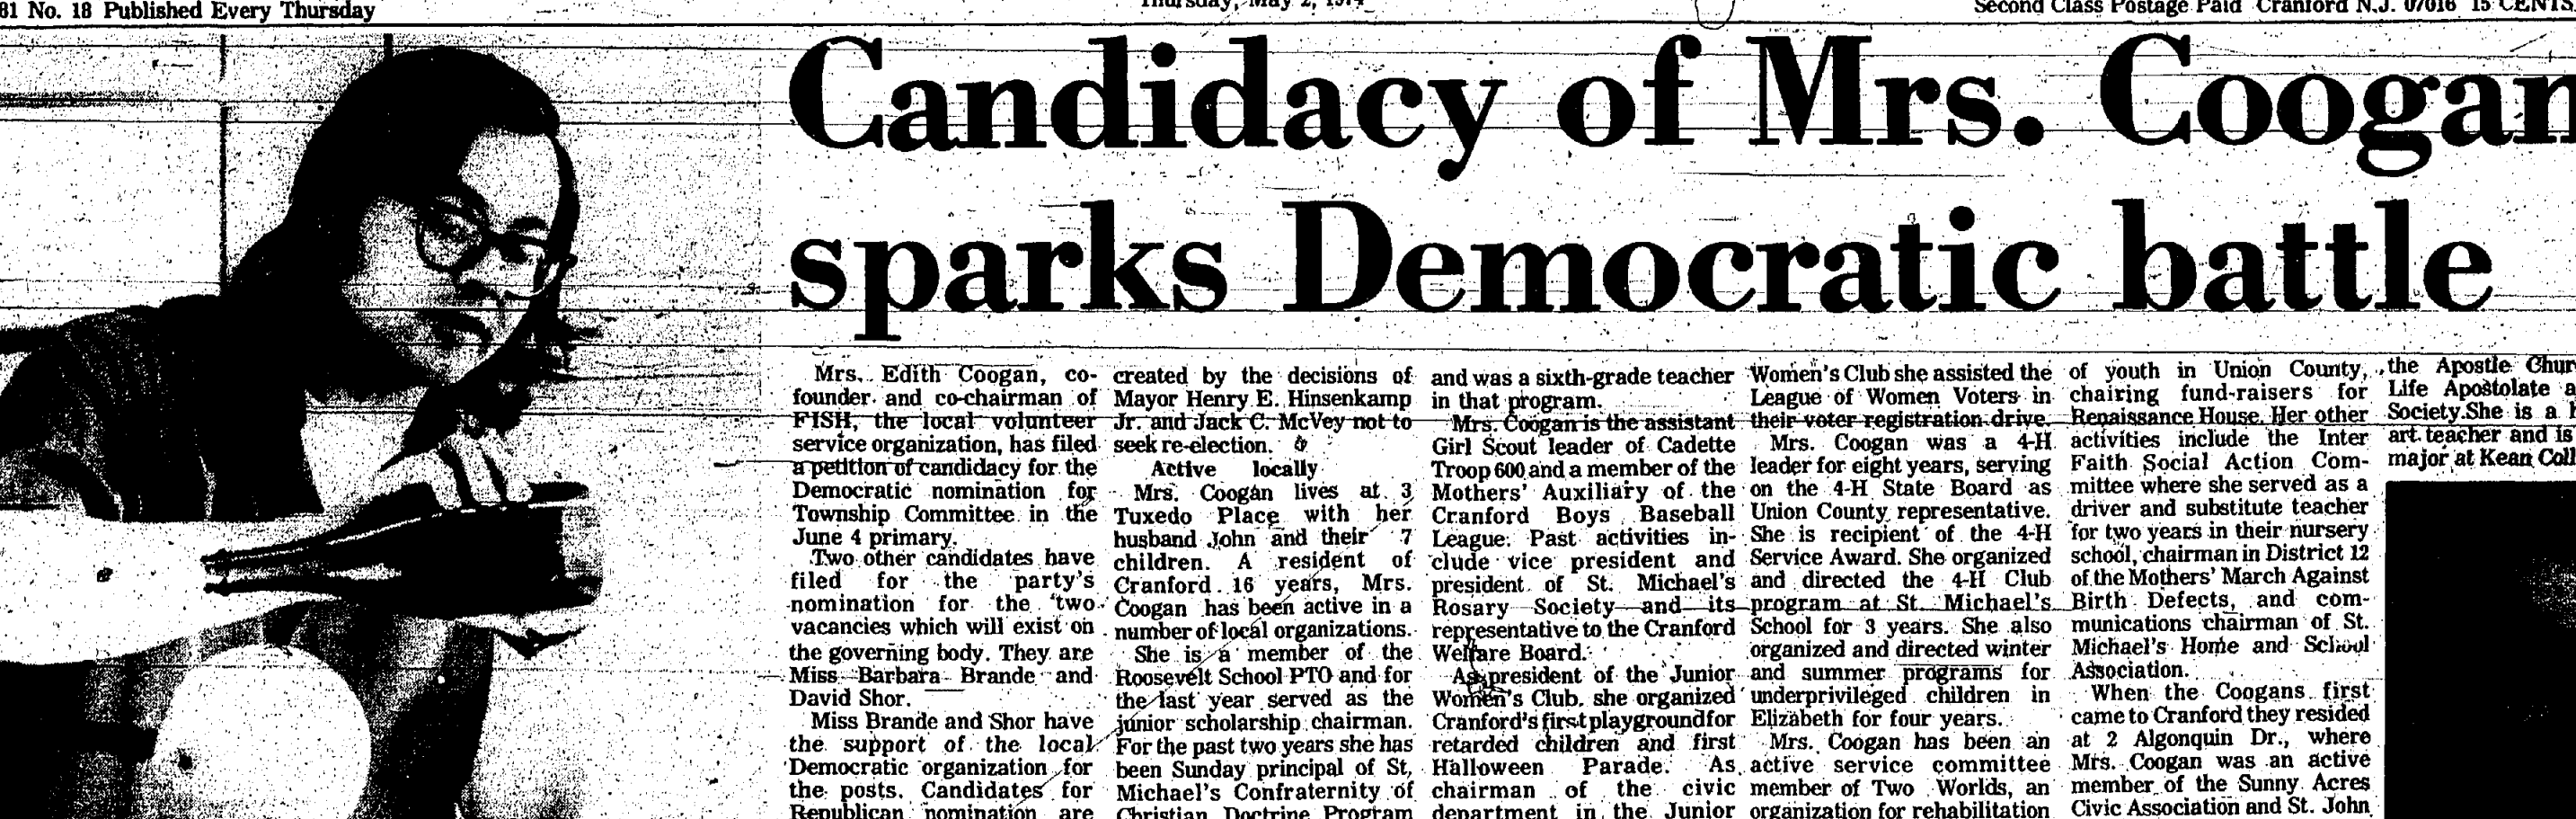 81 No. 18 Published Every Thursday
Thursday, May 2, 1974
Second Class Postage Paid Cranford N.J. 07016 15 CENTS
Candidacy of Mrs. Coogan
sparks Democratic battle
Mrs. Edith Coogan, co-
founder and co-chairman of
FISH, the local volunteer
service organization, has filed
a petition of candidacy for the
Democratic nomination for
Township Committee in the
June 4 primary.
Two other candidates have
filed for the party's
nomination for the two
vacancies which will exist on
the governing body. They are
Miss Barbara Brande and
David Shor.
Miss Brande and Shor have
the support of the local
Democratic organization for
the posts. Candidates for
Republican nomination are
created by the decisions of
Mayor Henry E. Hinsenkamp
Jr. and Jack C. McVey not to
seek re-election.
Active locally
Mrs. Coogan lives at 3
Tuxedo Place with her
husband John and their 7
children. A resident of
Cranford 16 years, Mrs.
Coogan has been active in a
number of local organizations.
She is a member of the
Roosevelt School PTO and for
the last year served as the
junior scholarship chairman.
For the past two years she has
been Sunday principal of St.
Michael's Confraternity of
Christian Doctrine Program
and was a sixth-grade teacher
in that program.
Mrs. Coogan is the assistant
Girl Scout leader of Cadette
Troop 600 and a member of the
Mothers' Auxiliary of the
Cranford Boys Baseball
League. Past activities in-
clude vice president and
president of St. Michael's
Rosary Society and its
representative to the Cranford
Welfare Board.
As president of the Junior
Women's Club, she organized
Cranford's first playground for
retarded children and first
Halloween Parade. As
chairman of the civic
department in the Junior
Women's Club she assisted the
League of Women Voters in
their voter registration drive.
Mrs. Coogan was a 4-H
leader for eight years, serving
on the 4-H State Board as
Union County representative.
She is recipient of the 4-H
Service Award. She organized
and directed the 4-H Club
program at St. Michael's
School for 3 years. She also
organized and directed winter
and summer programs for
underprivileged children in
Elizabeth for four years.
Mrs. Coogan has been an
active service committee
member of Two Worlds, an
organization for rehabilitation
of youth in Union County,
chairing fund-raisers for
Renaissance House. Her other
activities include the Inter
Faith Social Action Com-
mittee where she served as a
driver and substitute teacher
for two years in their nursery
school, chairman in District 12
of the Mothers' March Against
Birth Defects, and com-
munications chairman of St.
Michael's Home and School
Association.
When the Coogans first
came to Cranford they resided
at 2 Algonquin Dr., where
Mrs. Coogan was an active
member of the Sunny Acres
Civic Association and St. John
the Apostle
Life Apostolate
Society. She is a
art teacher and is
major at Kean